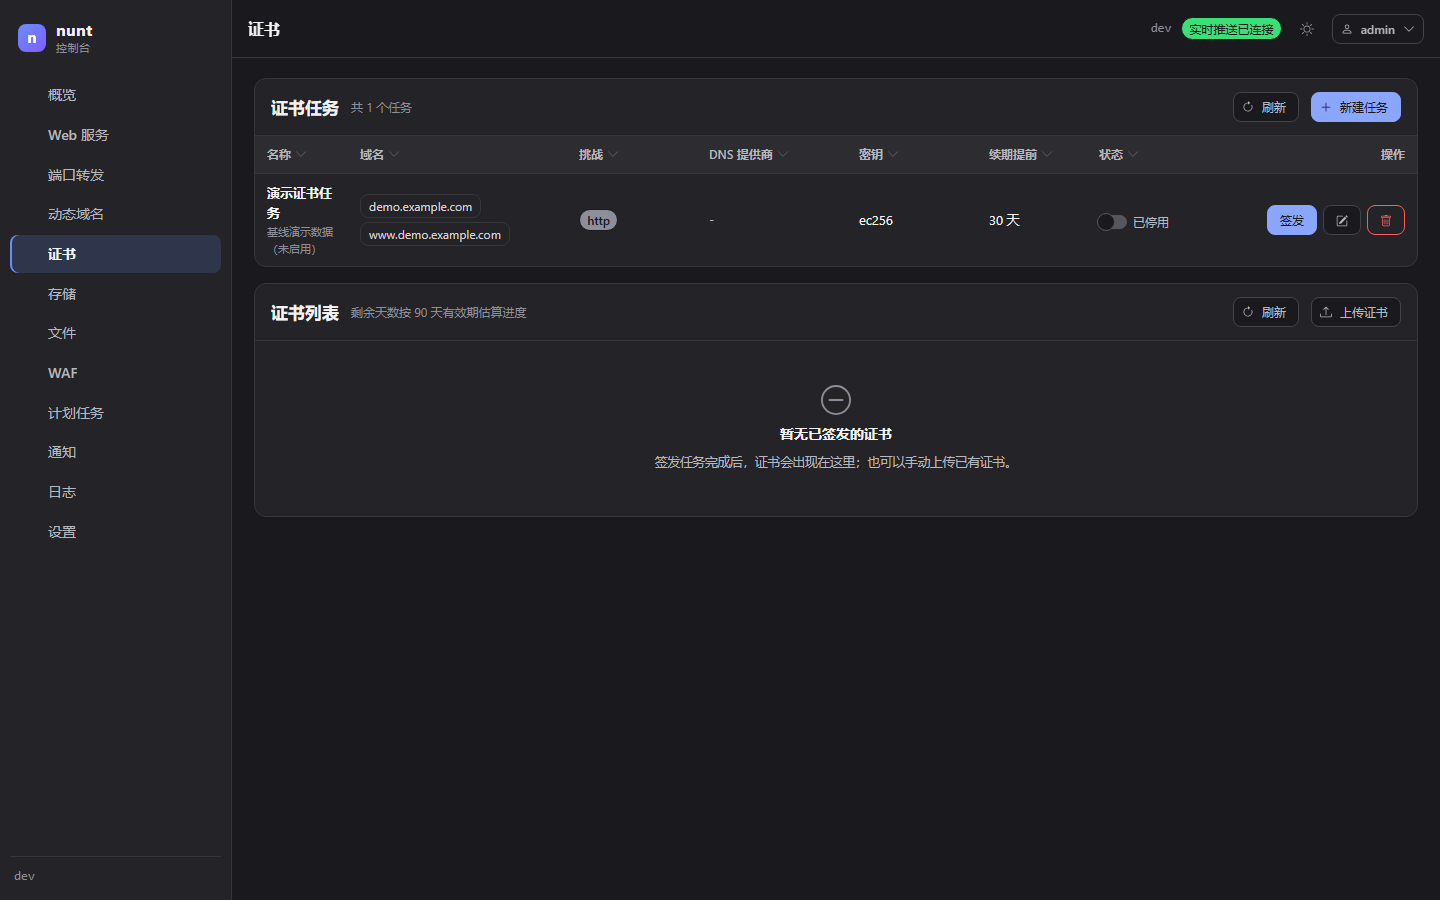 n
nunt
控制台
概览
Web 服务
端口转发
动态域名
证书
存储
文件
WAF
计划任务
通知
日志
设置
dev
证书
dev
实时推送已连接
admin
证书任务 共 1 个任务
刷新
新建任务
名称 域名 挑战 DNS 提供商 密钥 续期提前 状态 操作
演示证书任
务
基线演示数据
（未启用）
demo.example.com
www.demo.example.com
http
-
ec256
30 天
已停用
签发
证书列表 剩余天数按 90 天有效期估算进度
刷新
上传证书
暂无已签发的证书
签发任务完成后，证书会出现在这里；也可以手动上传已有证书。